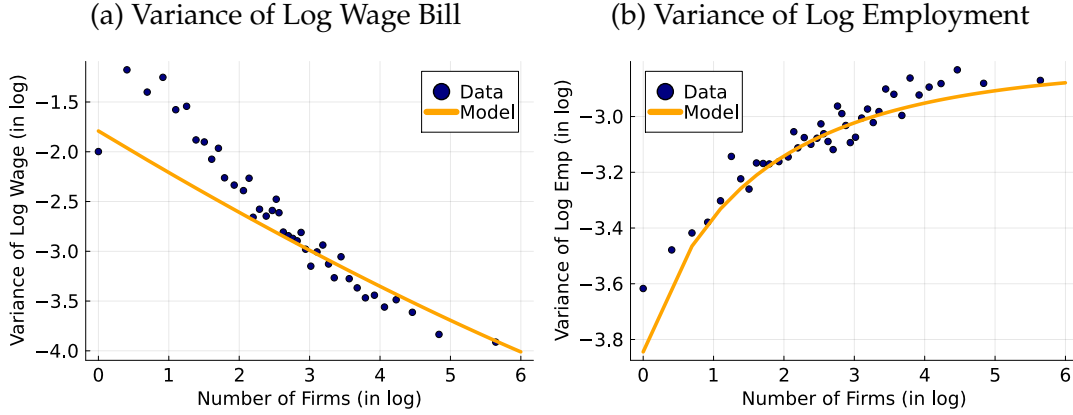 (a) Variance of Log Wage Bill
Variance of Log Wage (in log)
−1.5
−2.0
−2.5
−3.0
−3.5
−4.0
Data
Model
0 1 2 3 4 5 6
Number of Firms (in log)
(b) Variance of Log Employment
Variance of Log Emp (in log)
−3.0
−3.2
−3.4
−3.6
−3.8
Data
Model
0 1 2 3 4 5 6
Number of Firms (in log)